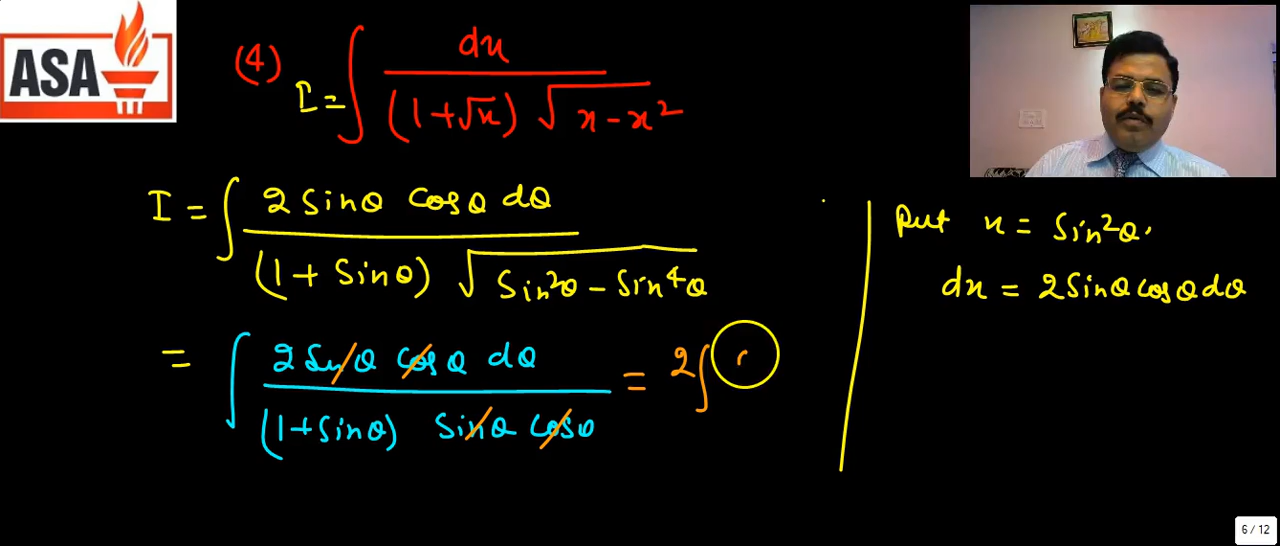 ASA
(4) I = ∫ dx / (1+√x) √(x-x²)
I = ∫ 2 sinθ cosθ dθ / (1 + sinθ) √(sin²θ - sin⁴θ)
Put x = sin²θ.
dx = 2 sinθ cosθ dθ
= ∫ 2 sinθ cosθ dθ / (1+sinθ) sinθ cosθ = 2∫
6 / 12